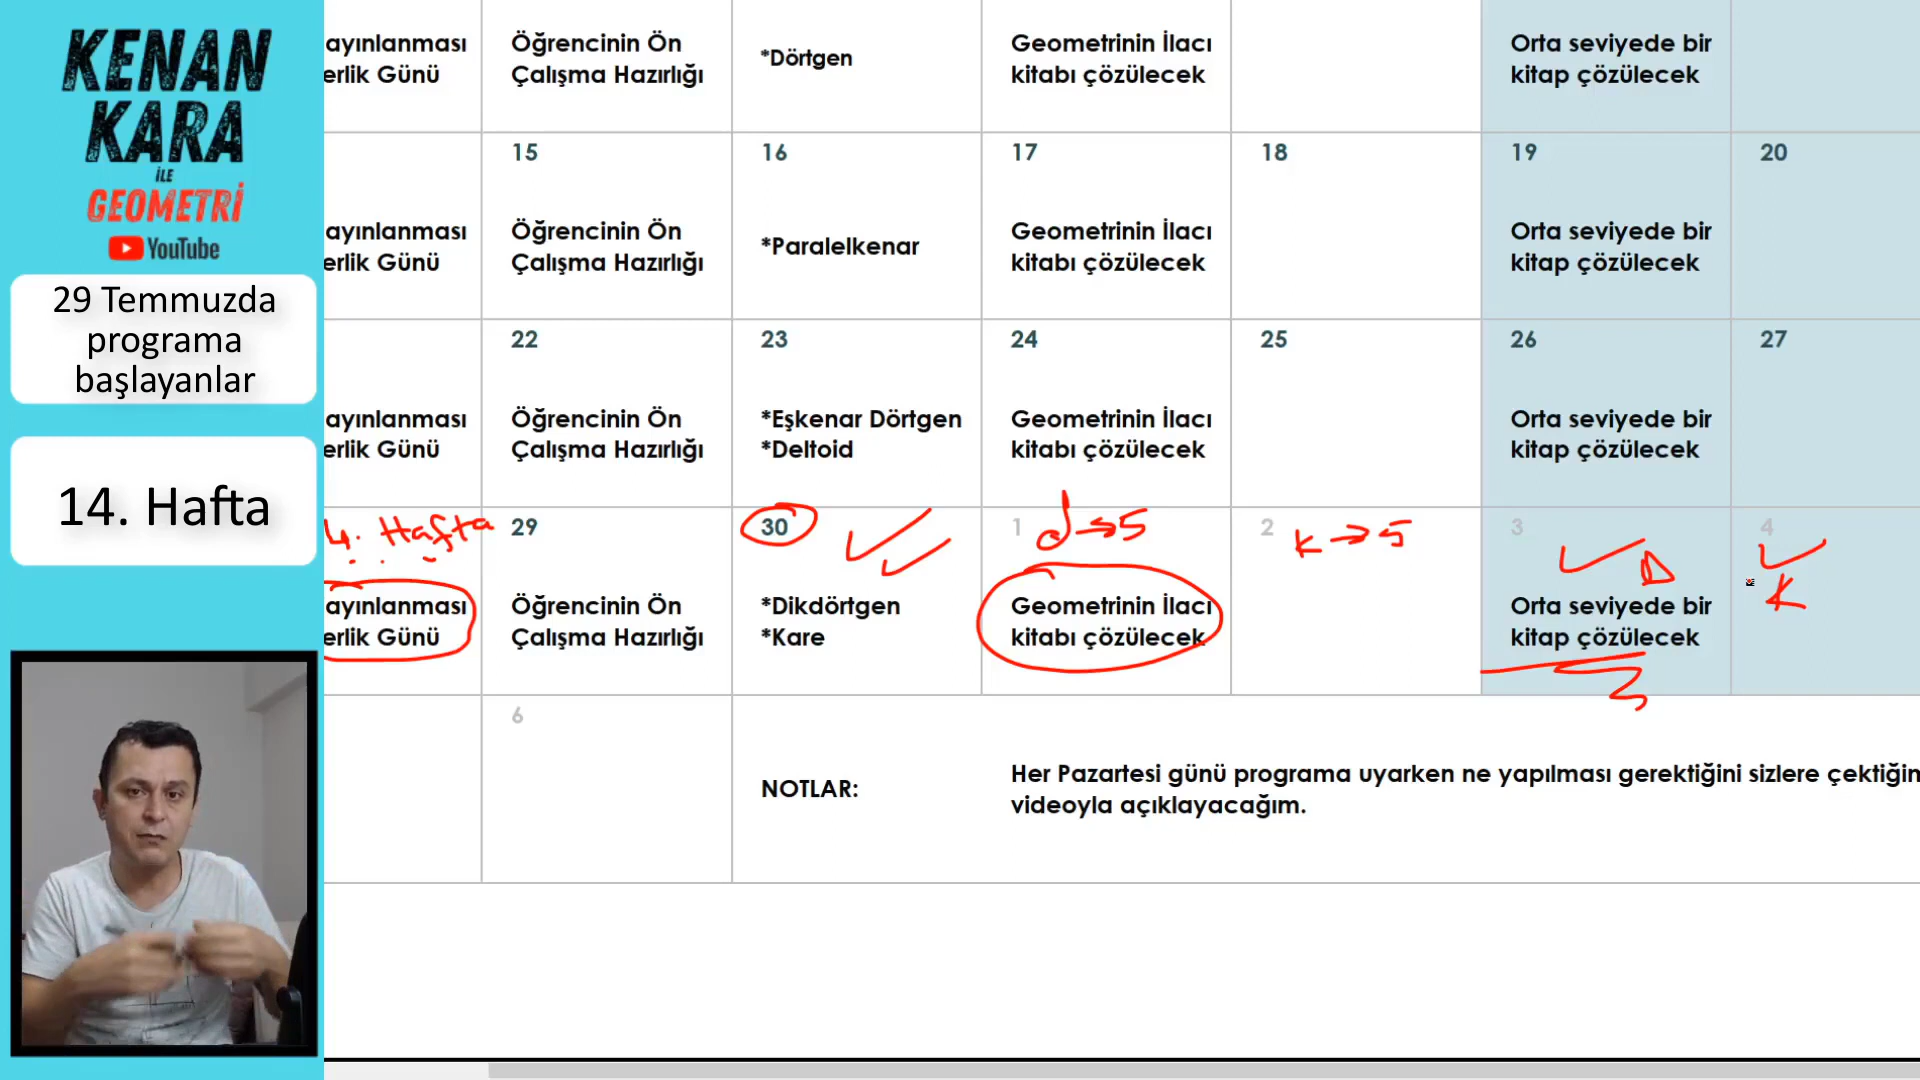 KENAN
KARA
İLE
GEOMETRİ
YouTube
29 Temmuzda
programa
başlayanlar
14. Hafta
ayınlanması
erlik Günü
Öğrencinin Ön
Çalışma Hazırlığı
*Dörtgen
Geometrinin İlacı
kitabı çözülecek
Orta seviyede bir
kitap çözülecek
15
16
17
18
19
20
ayınlanması
erlik Günü
Öğrencinin Ön
Çalışma Hazırlığı
*Paralelkenar
Geometrinin İlacı
kitabı çözülecek
Orta seviyede bir
kitap çözülecek
22
23
24
25
26
27
ayınlanması
erlik Günü
Öğrencinin Ön
Çalışma Hazırlığı
*Eşkenar Dörtgen
*Deltoid
Geometrinin İlacı
kitabı çözülecek
Orta seviyede bir
kitap çözülecek
4. Hafta
29
30
1
d→5
2
k→5
3
D
4
K
ayınlanması
erlik Günü
Öğrencinin Ön
Çalışma Hazırlığı
*Dikdörtgen
*Kare
Geometrinin İlacı
kitabı çözülecek
Orta seviyede bir
kitap çözülecek
6
NOTLAR:
Her Pazartesi günü programa uyarken ne yapılması gerektiğini sizlere çektiğim
videoyla açıklayacağım.